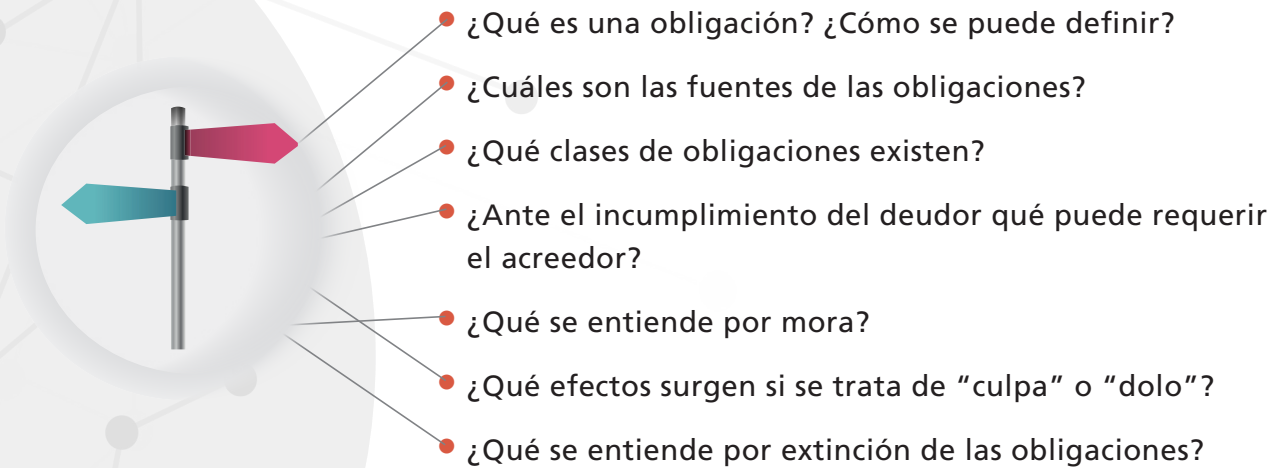 ¿Qué es una obligación? ¿Cómo se puede definir?
¿Cuáles son las fuentes de las obligaciones?
¿Qué clases de obligaciones existen?
¿Ante el incumplimiento del deudor qué puede requerir
el acreedor?
¿Qué se entiende por mora?
¿Qué efectos surgen si se trata de “culpa” o “dolo”?
¿Qué se entiende por extinción de las obligaciones?